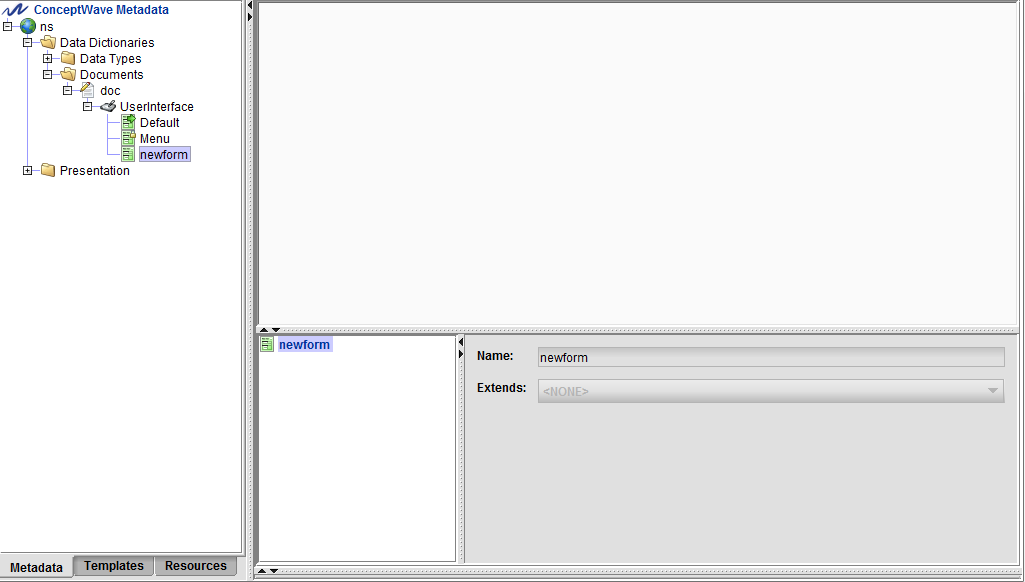 ConceptWave Metadata
ns
Data Dictionaries
Data Types
Documents
doc
UserInterface
Default
Menu
newform
Presentation
Metadata
Templates
Resources
newform
Name:
newform
Extends:
<NONE>